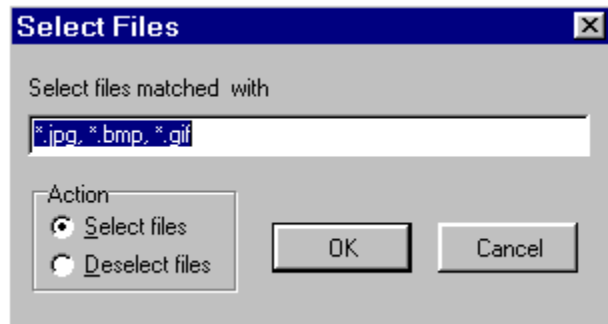 Select Files
Select files matched  with
*.jpg, *.bmp, *.gif
Action
Select files
Deselect files
OK
Cancel